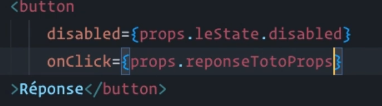 <button
disabled={props.leState.disabled}
onClick={props.reponseTotoProps}
>Réponse</button>